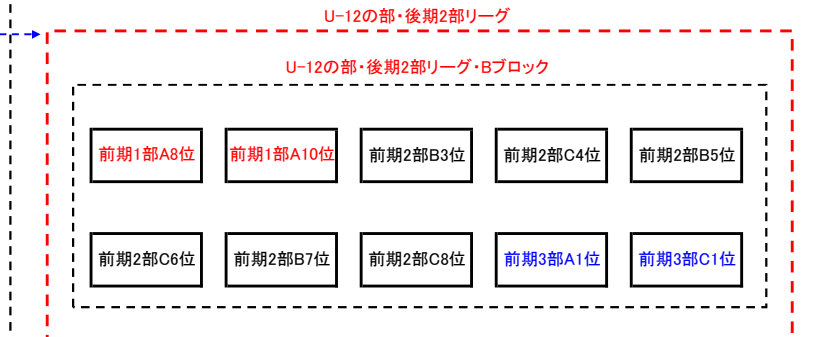 U-12の部・後期2部リーグ
U-12の部・後期2部リーグ・Bブロック
前期1部A8位 前期1部A10位 前期2部B3位 前期2部C4位 前期2部B5位
前期2部C6位 前期2部B7位 前期2部C8位 前期3部A1位 前期3部C1位